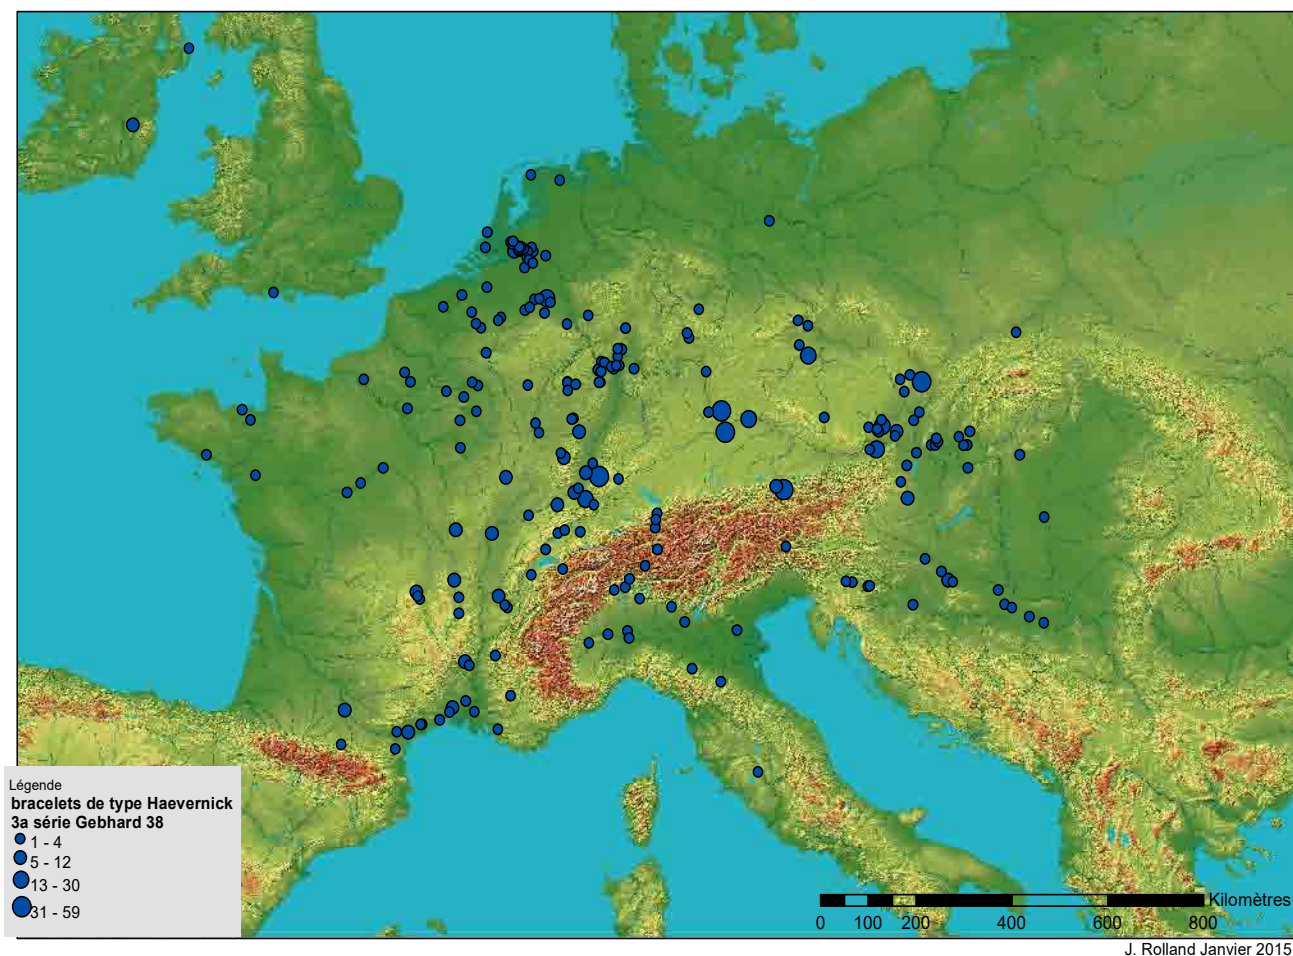 Légende
bracelets de type Haevernick
3a série Gebhard 38
1 - 4
5 - 12
13 - 30
31 - 59
Kilomètres
0 100 200 400 600 800
J. Rolland Janvier 2015